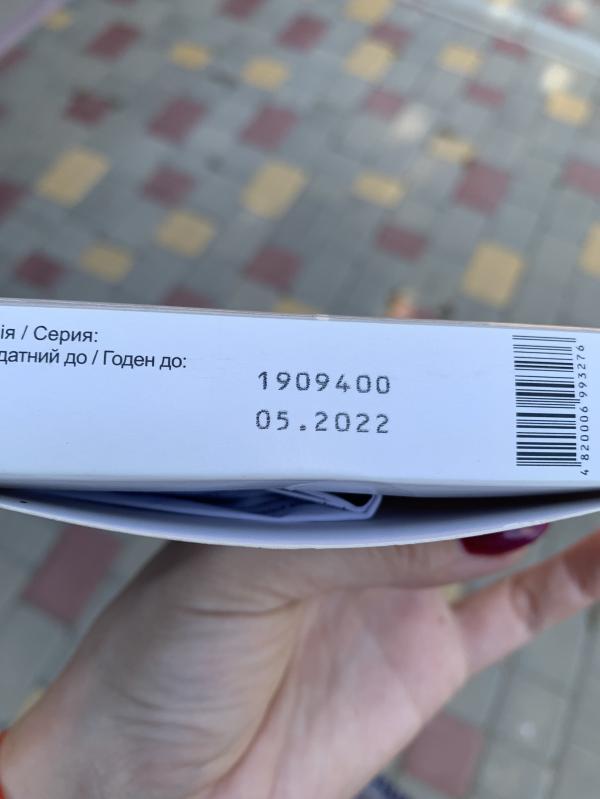 ія / Серия:
датний до / Годен до:
1909400
05.2022
4 820006 993276